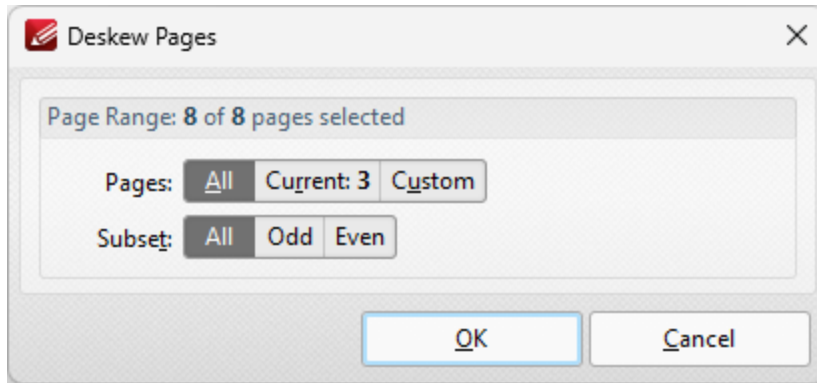 Deskew Pages
Page Range: 8 of 8 pages selected
Pages: All Current: 3 Custom
Subset: All Odd Even
OK Cancel